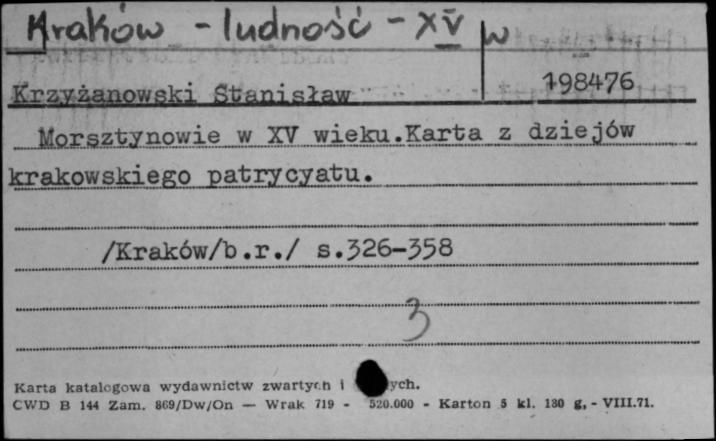 Kraków - ludność - XV w
Krzyżanowski Stanisław 198476
Morsztynowie w XV wieku.Karta z dziejów
krakowskiego patrycyatu.
/Kraków/b.r./ s.326-358
3
Karta katalogowa wydawnictw zwartych i ych.
CWD B 144 Zam. 869/Dw/On — Wrak 719 - 520.000 - Karton 5 kl. 130 g, - VIII.71.